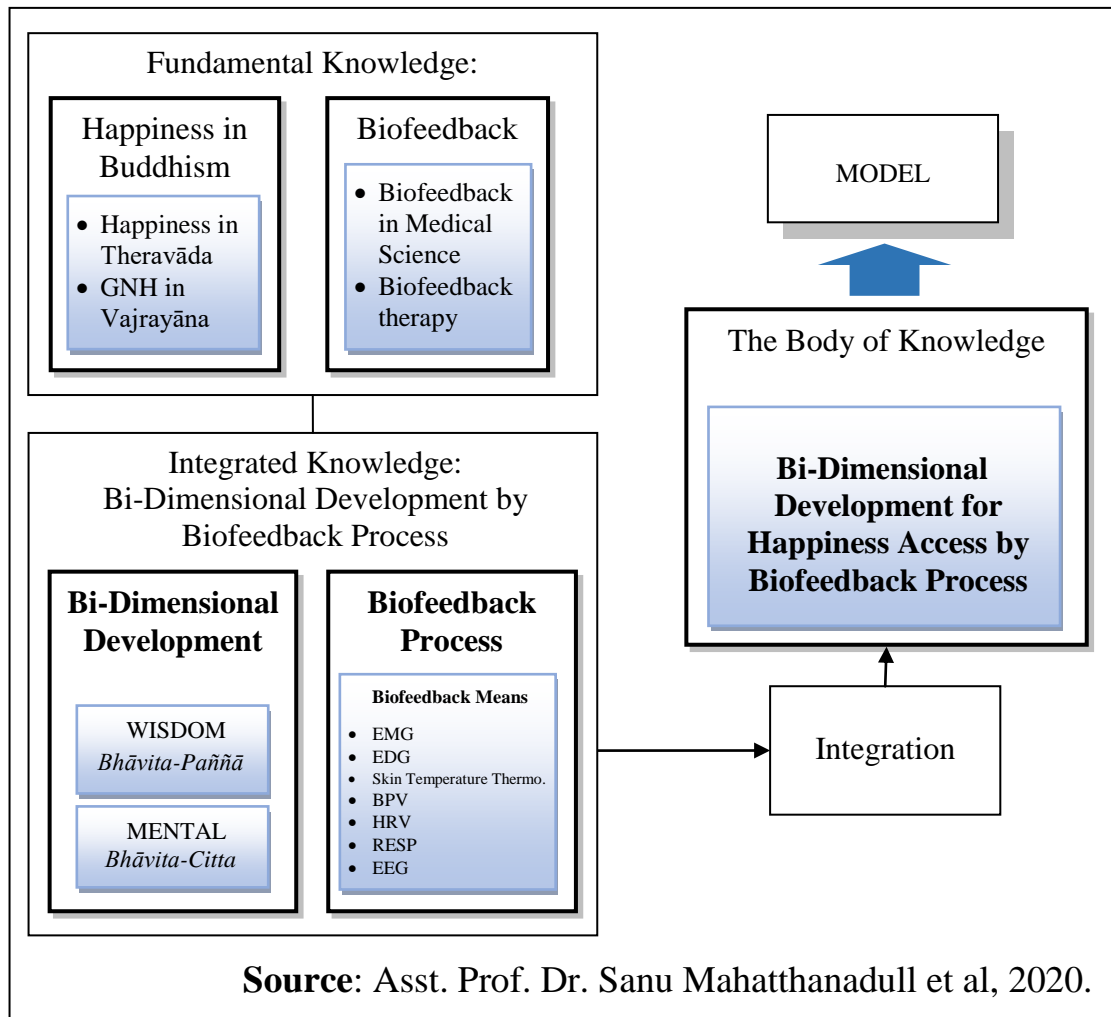 Fundamental Knowledge:
Happiness in
Buddhism
• Happiness in
Theravāda
• GNH in
Vajrayāna
Biofeedback
• Biofeedback
in Medical
Science
• Biofeedback
therapy
Integrated Knowledge:
Bi-Dimensional Development by
Biofeedback Process
Bi-Dimensional
Development
WISDOM
Bhāvita-Paññā
MENTAL
Bhāvita-Citta
Biofeedback
Process
Biofeedback Means
• EMG
• EDG
• Skin Temperature Thermo.
• BPV
• HRV
• RESP
• EEG
Integration
The Body of Knowledge
Bi-Dimensional
Development for
Happiness Access by
Biofeedback Process
MODEL
Source: Asst. Prof. Dr. Sanu Mahatthanadull et al, 2020.